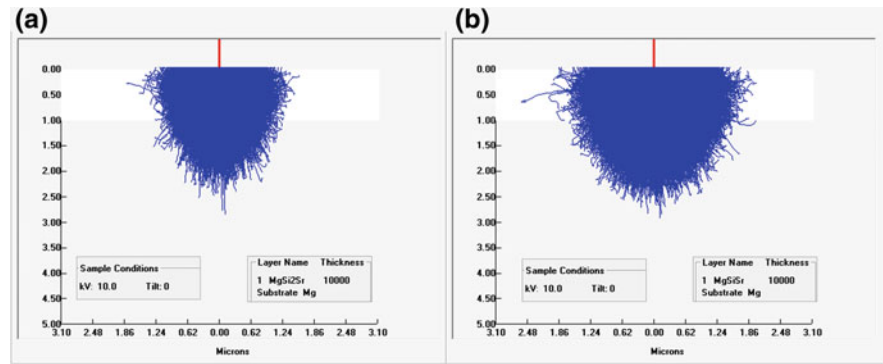 (a)
0.00
0.50
1.00
1.50
2.00
2.50
3.00
3.50
4.00
4.50
5.00
Sample Conditions
kV: 10.0 Tilt: 0
Layer Name Thickness
1 MgSi2Sr 10000
Substrate Mg
3.10 2.48 1.86 1.24 0.62 0.00 0.62 1.24 1.86 2.48 3.10
Microns
(b)
0.00
0.50
1.00
1.50
2.00
2.50
3.00
3.50
4.00
4.50
5.00
Sample Conditions
kV: 10.0 Tilt: 0
Layer Name Thickness
1 MgSiSr 10000
Substrate Mg
3.10 2.48 1.86 1.24 0.62 0.00 0.62 1.24 1.86 2.48 3.10
Microns